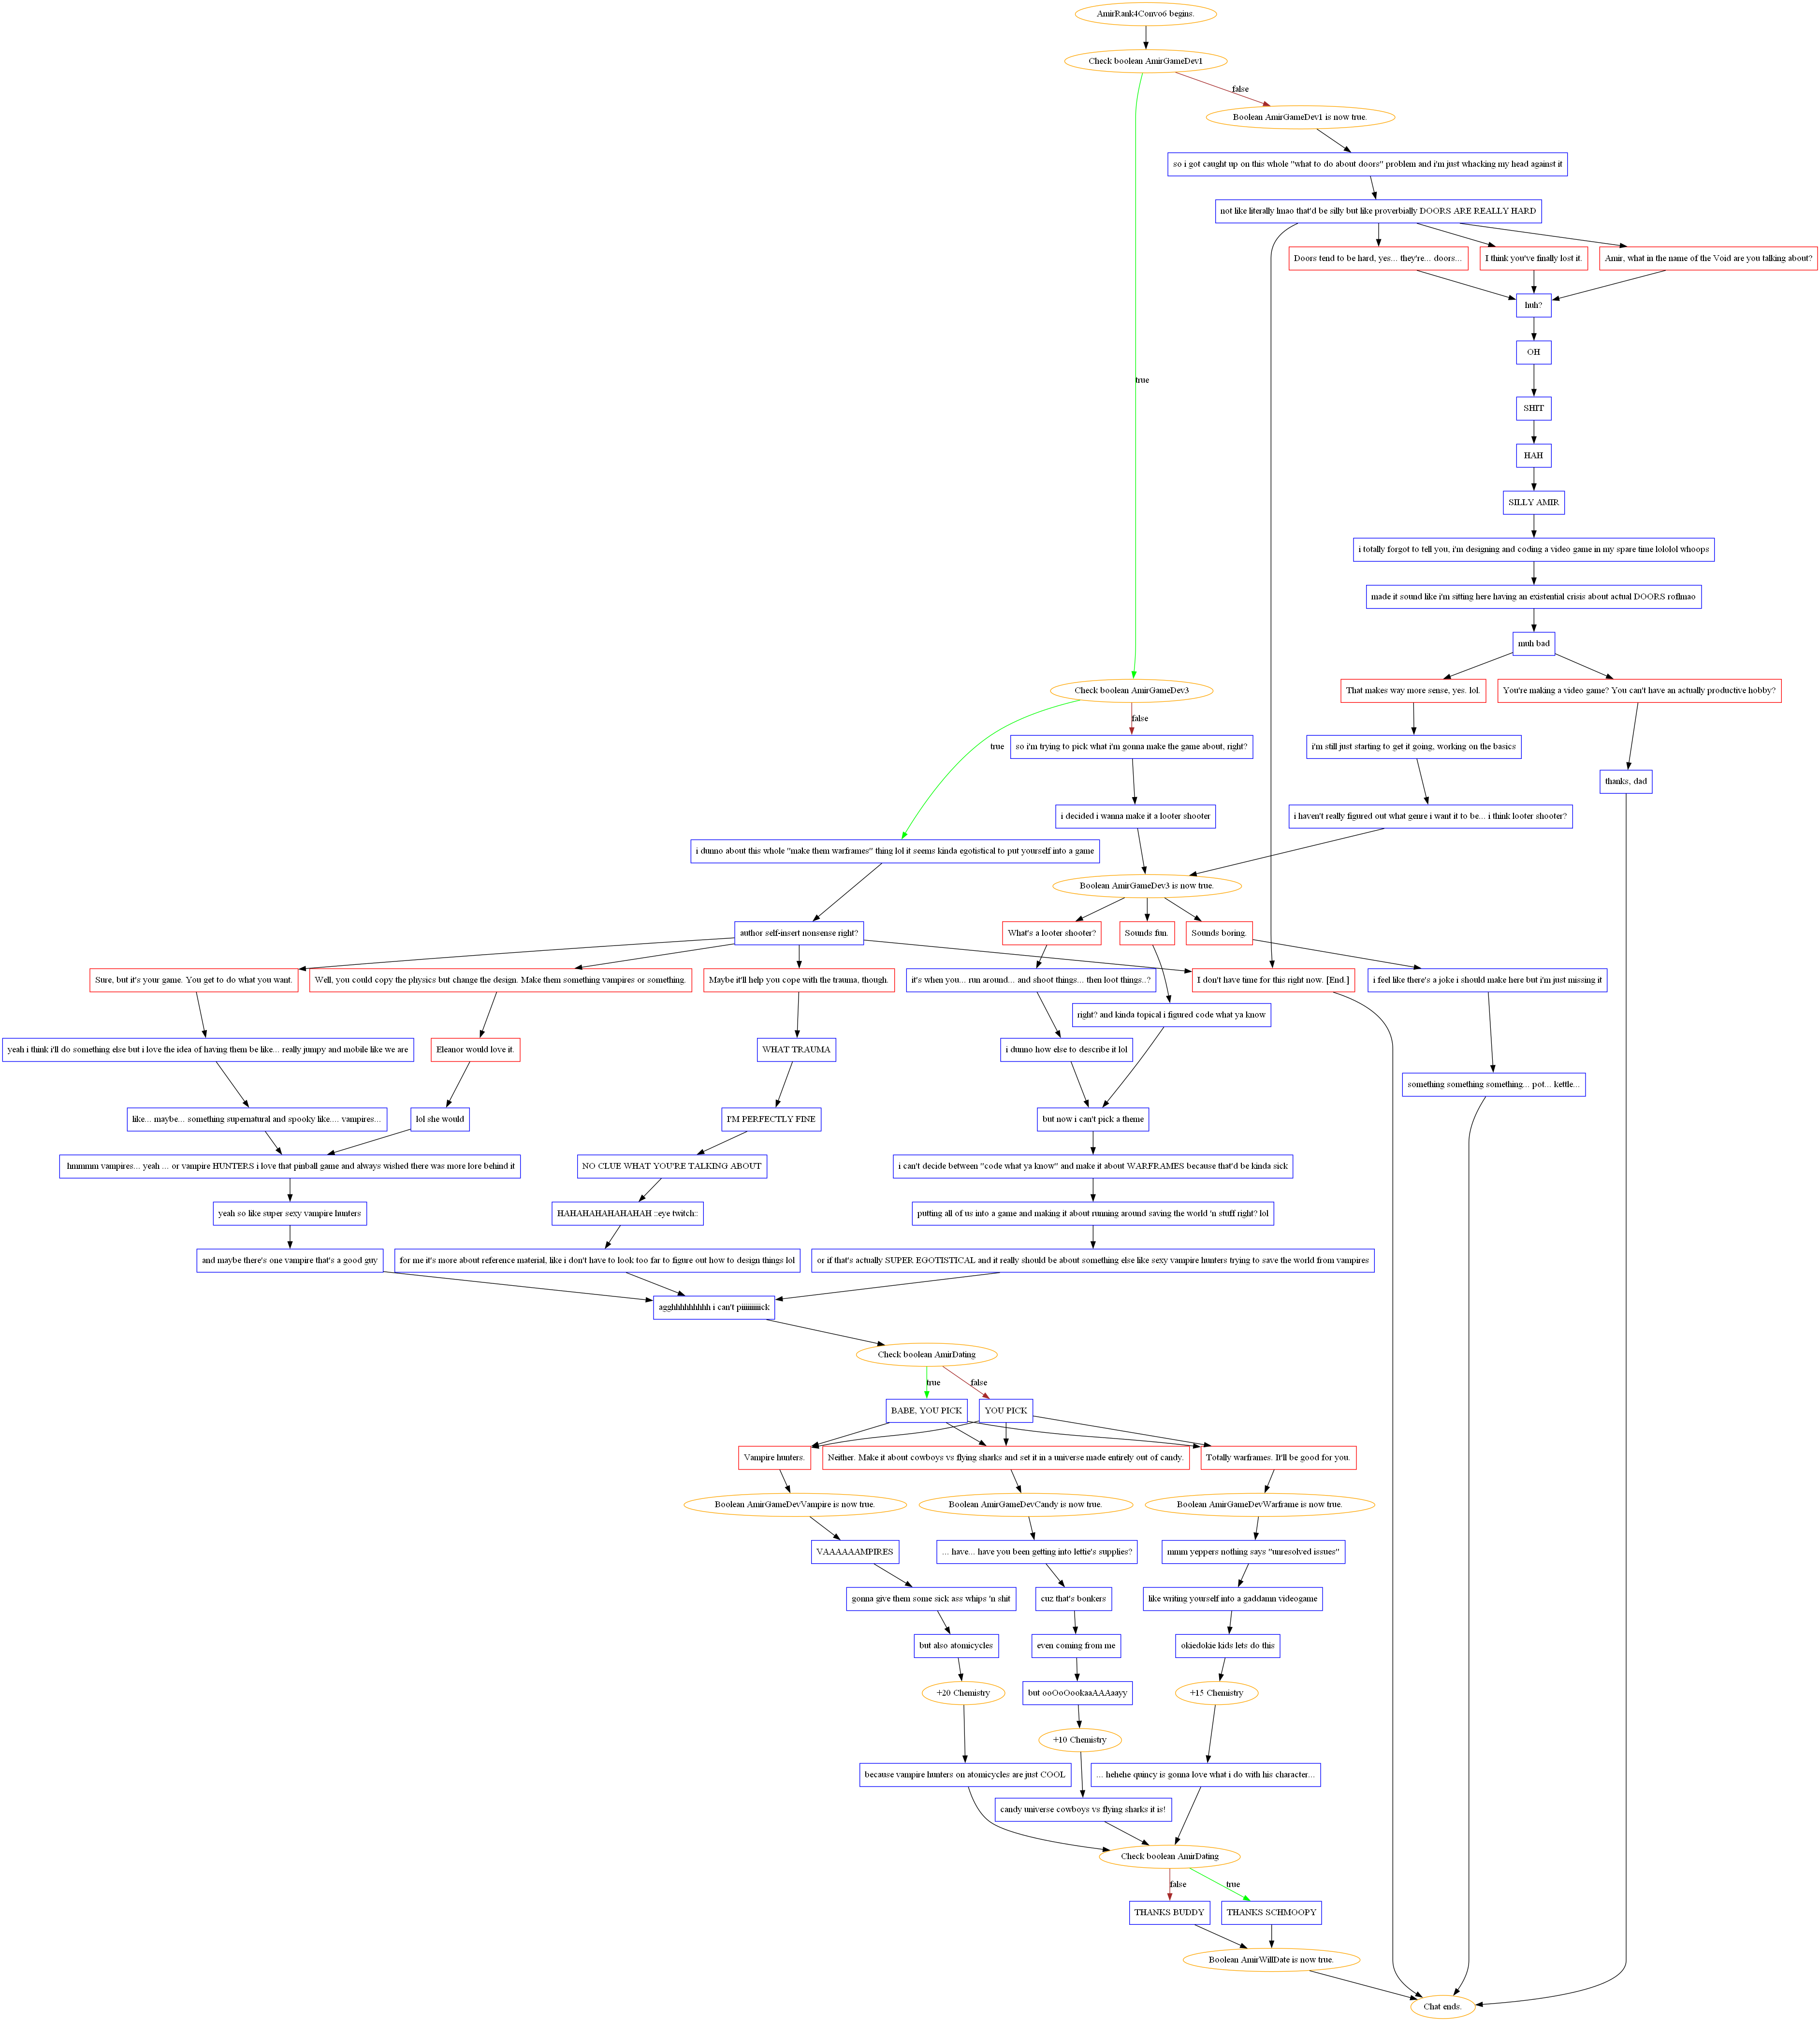 AmirRank4Convo6 begins.
Check boolean AmirGameDev1
false
Boolean AmirGameDev1 is now true.
so i got caught up on this whole "what to do about doors" problem and i'm just whacking my head against it
not like literally lmao that'd be silly but like proverbially DOORS ARE REALLY HARD
Doors tend to be hard, yes... they're... doors...
I think you've finally lost it.
Amir, what in the name of the Void are you talking about?
huh?
OH
true
SHIT
HAH
SILLY AMIR
i totally forgot to tell you, i'm designing and coding a video game in my spare time lololol whoops
made it sound like i'm sitting here having an existential crisis about actual DOORS roflmao
muh bad
Check boolean AmirGameDev3
That makes way more sense, yes. lol.
You're making a video game? You can't have an actually productive hobby?
false
true
so i'm trying to pick what i'm gonna make the game about, right?
i'm still just starting to get it going, working on the basics
thanks, dad
i decided i wanna make it a looter shooter
i haven't really figured out what genre i want it to be... i think looter shooter?
i dunno about this whole "make them warframes" thing lol it seems kinda egotistical to put yourself into a game
Boolean AmirGameDev3 is now true.
author self-insert nonsense right?
What's a looter shooter?
Sounds fun.
Sounds boring.
Sure, but it's your game. You get to do what you want.
Well, you could copy the physics but change the design. Make them something vampires or something.
Maybe it'll help you cope with the trauma, though.
it's when you... run around... and shoot things... then loot things..?
I don't have time for this right now. [End.]
i feel like there's a joke i should make here but i'm just missing it
right? and kinda topical i figured code what ya know
yeah i think i'll do something else but i love the idea of having them be like... really jumpy and mobile like we are
Eleanor would love it.
WHAT TRAUMA
i dunno how else to describe it lol
something something something... pot... kettle...
like... maybe... something supernatural and spooky like.... vampires...
lol she would
I'M PERFECTLY FINE
but now i can't pick a theme
hmmmm vampires... yeah ... or vampire HUNTERS i love that pinball game and always wished there was more lore behind it
NO CLUE WHAT YOU'RE TALKING ABOUT
i can't decide between "code what ya know" and make it about WARFRAMES because that'd be kinda sick
yeah so like super sexy vampire hunters
HAHAHAHAHAHAHAH ::eye twitch::
putting all of us into a game and making it about running around saving the world 'n stuff right? lol
and maybe there's one vampire that's a good guy
for me it's more about reference material, like i don't have to look too far to figure out how to design things lol
or if that's actually SUPER EGOTISTICAL and it really should be about something else like sexy vampire hunters trying to save the world from vampires
agghhhhhhhhh i can't piiiiiiiiick
Check boolean AmirDating
true
false
BABE, YOU PICK
YOU PICK
Vampire hunters.
Neither. Make it about cowboys vs flying sharks and set it in a universe made entirely out of candy.
Totally warframes. It'll be good for you.
Boolean AmirGameDevVampire is now true.
Boolean AmirGameDevCandy is now true.
Boolean AmirGameDevWarframe is now true.
VAAAAAAMPIRES
... have... have you been getting into lettie's supplies?
mmm yeppers nothing says "unresolved issues"
gonna give them some sick ass whips 'n shit
cuz that's bonkers
like writing yourself into a gaddamn videogame
but also atomicycles
even coming from me
okiedokie kids lets do this
+20 Chemistry
but ooOoOookaaAAAaayy
+15 Chemistry
+10 Chemistry
because vampire hunters on atomicycles are just COOL
... hehehe quincy is gonna love what i do with his character...
candy universe cowboys vs flying sharks it is!
Check boolean AmirDating
false
true
THANKS BUDDY
THANKS SCHMOOPY
Boolean AmirWillDate is now true.
Chat ends.